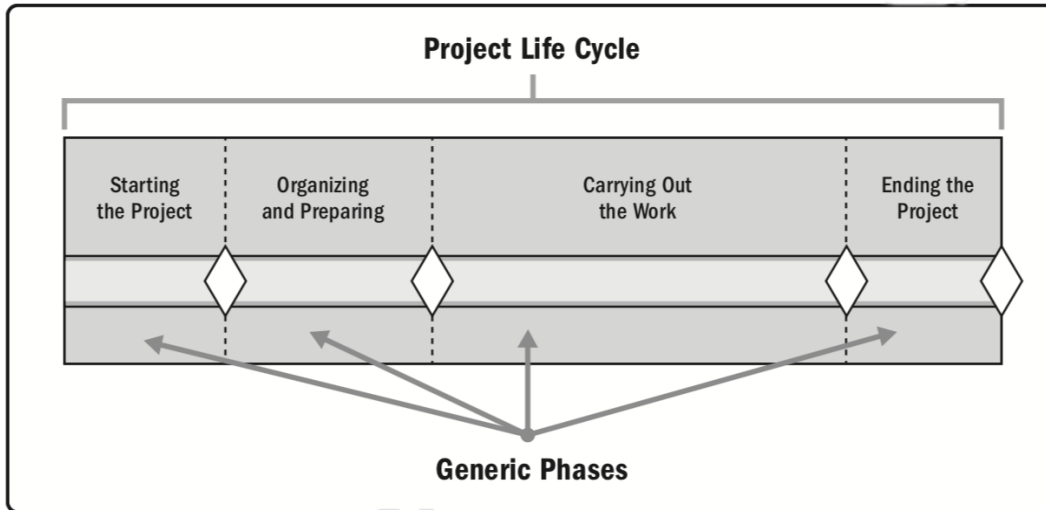 Project Life Cycle
Starting
the Project
Organizing
and Preparing
Carrying Out
the Work
Ending the
Project
Generic Phases